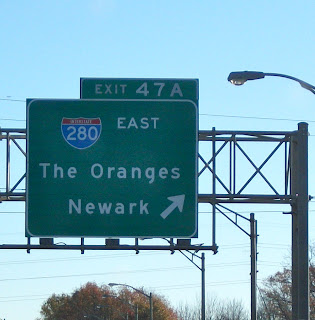 EXIT 47A
INTERSTATE
280 EAST
The Oranges
Newark